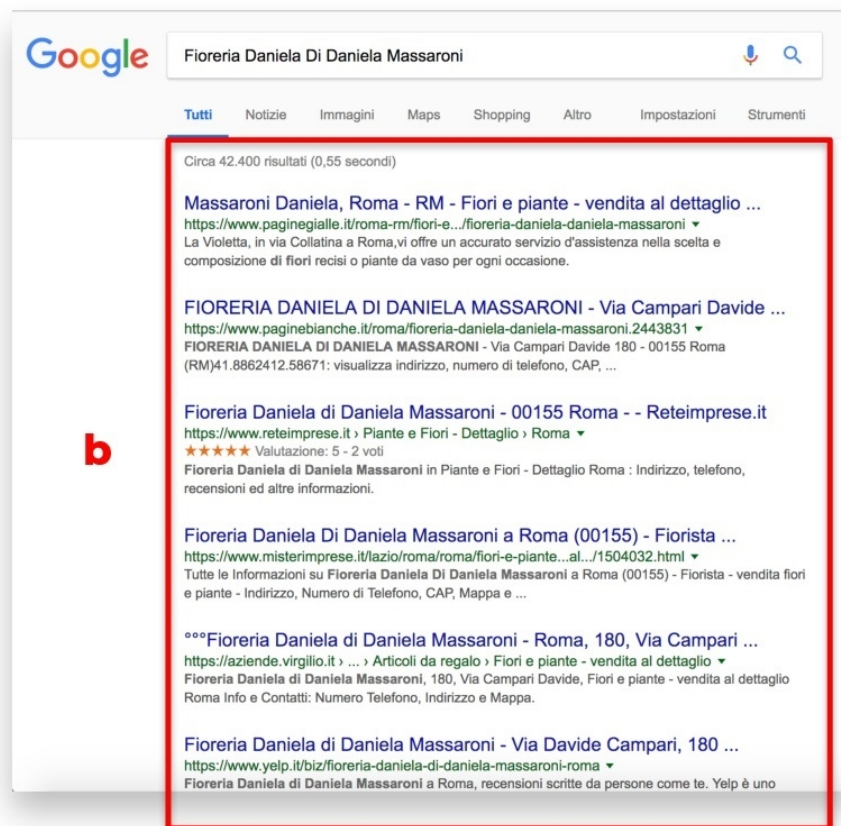 Google
Fioreria Daniela Di Daniela Massaroni
Tutti Notizie Immagini Maps Shopping Altro Impostazioni Strumenti
Circa 42.400 risultati (0,55 secondi)
Massaroni Daniela, Roma - RM - Fiori e piante - vendita al dettaglio ...
https://www.paginegialle.it/roma-rm/fiori-e.../fioreria-daniela-daniela-massaroni
La Violetta, in via Collatina a Roma,vi offre un accurato servizio d'assistenza nella scelta e
composizione di fiori recisi o piante da vaso per ogni occasione.
FIORERIA DANIELA DI DANIELA MASSARONI - Via Campari Davide ...
https://www.paginebianche.it/roma/fioreria-daniela-daniela-massaroni.2443831
FIORERIA DANIELA DI DANIELA MASSARONI - Via Campari Davide 180 - 00155 Roma
(RM)41.8862412.58671: visualizza indirizzo, numero di telefono, CAP, ...
Fioreria Daniela di Daniela Massaroni - 00155 Roma - - Reteimprese.it
https://www.reteimprese.it › Piante e Fiori - Dettaglio › Roma
b
★★★★★ Valutazione: 5 - 2 voti
Fioreria Daniela di Daniela Massaroni in Piante e Fiori - Dettaglio Roma : Indirizzo, telefono,
recensioni ed altre informazioni.
Fioreria Daniela Di Daniela Massaroni a Roma (00155) - Fiorista ...
https://www.misterimprese.it/lazio/roma/roma/fiori-e-piante...al.../1504032.html
Tutte le Informazioni su Fioreria Daniela Di Daniela Massaroni a Roma (00155) - Fiorista - vendita fiori
e piante - Indirizzo, Numero di Telefono, CAP, Mappa e ...
°°°Fioreria Daniela di Daniela Massaroni - Roma, 180, Via Campari ...
https://aziende.virgilio.it › ... › Articoli da regalo › Fiori e piante - vendita al dettaglio
Fioreria Daniela di Daniela Massaroni, 180, Via Campari Davide, Fiori e piante - vendita al dettaglio
Roma Info e Contatti: Numero Telefono, Indirizzo e Mappa.
Fioreria Daniela di Daniela Massaroni - Via Davide Campari, 180 ...
https://www.yelp.it/biz/fioreria-daniela-di-daniela-massaroni-roma
Fioreria Daniela di Daniela Massaroni a Roma, recensioni scritte da persone come te. Yelp è uno